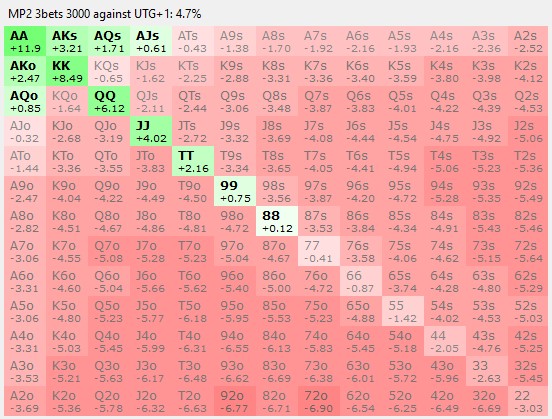 MP2 3bets 3000 against UTG+1: 4.7%
AA AKs AQs AJs ATs A9s A8s A7s A6s A5s A4s A3s A2s
+11.9 +3.21 +1.71 +0.61 -0.43 -1.38 -1.70 -1.92 -2.16 -1.93 -2.16 -2.36 -2.52
AKo KK KQs KJs KTs K9s K8s K7s K6s K5s K4s K3s K2s
+2.47 +8.49 -0.65 -1.62 -2.25 -2.88 -3.31 -3.36 -3.40 -3.59 -3.80 -3.98 -4.12
AQo KQo QQ QJs QTs Q9s Q8s Q7s Q6s Q5s Q4s Q3s Q2s
+0.85 -1.64 +6.12 -2.11 -2.44 -3.06 -3.48 -3.87 -3.83 -4.01 -4.22 -4.39 -4.53
AJo KJo QJo JJ JTs J9s J8s J7s J6s J5s J4s J3s J2s
-0.32 -2.68 -3.19 +4.02 -2.72 -3.32 -3.69 -4.08 -4.44 -4.54 -4.75 -4.92 -5.06
ATo KTo QTo JTo TT T9s T8s T7s T6s T5s T4s T3s T2s
-1.44 -3.36 -3.55 -3.83 +2.16 -3.34 -3.65 -4.05 -4.41 -4.94 -5.06 -5.23 -5.36
A9o K9o Q9o J9o T9o 99 98s 97s 96s 95s 94s 93s 92s
-2.47 -4.04 -4.22 -4.49 -4.50 +0.75 -3.56 -3.87 -4.20 -4.72 -5.28 -5.35 -5.49
A8o K8o Q8o J8o T8o 98o 88 87s 86s 85s 84s 83s 82s
-2.82 -4.51 -4.67 -4.86 -4.81 -4.72 +0.12 -3.53 -3.86 -4.34 -4.91 -5.43 -5.46
A7o K7o Q7o J7o T7o 97o 87o 77 76s 75s 74s 73s 72s
-3.06 -4.55 -5.08 -5.28 -5.23 -5.04 -4.67 -0.41 -3.58 -4.06 -4.62 -5.15 -5.64
A6o K6o Q6o J6o T6o 96o 86o 76o 66 65s 64s 63s 62s
-3.31 -4.60 -5.04 -5.66 -5.62 -5.40 -5.00 -4.72 -0.87 -3.74 -4.28 -4.80 -5.29
A5o K5o Q5o J5o T5o 95o 85o 75o 65o 55 54s 53s 52s
-3.06 -4.80 -5.23 -5.77 -6.18 -5.95 -5.53 -5.23 -4.88 -1.42 -4.02 -4.53 -5.03
A4o K4o Q4o J4o T4o 94o 84o 74o 64o 54o 44 43s 42s
-3.31 -5.03 -5.45 -5.99 -6.31 -6.55 -6.13 -5.83 -5.45 -5.18 -2.05 -4.76 -5.25
A3o K3o Q3o J3o T3o 93o 83o 73o 63o 53o 43o 33 32s
-3.53 -5.21 -5.63 -6.17 -6.48 -6.62 -6.69 -6.38 -6.01 -5.72 -5.96 -2.63 -5.45
A2o K2o Q2o J2o T2o 92o 82o 72o 62o 52o 42o 32o 22
-3.69 -5.36 -5.78 -6.32 -6.63 -6.77 -6.71 -6.90 -6.54 -6.25 -6.49 -6.69 -3.08